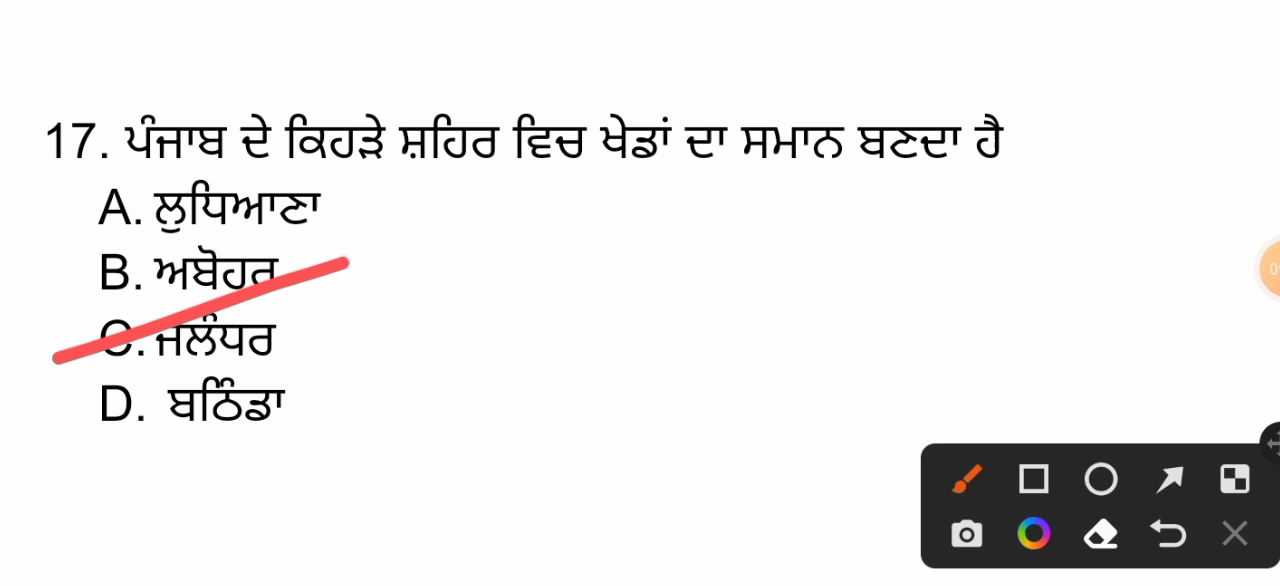 17. ਪੰਜਾਬ ਦੇ ਕਿਹੜੇ ਸ਼ਹਿਰ ਵਿਚ ਖੇਡਾਂ ਦਾ ਸਮਾਨ ਬਣਦਾ ਹੈ
A. ਲੁਧਿਆਣਾ
B. ਅਬੋਹਰ
C. ਜਲੰਧਰ
D. ਬਠਿੰਡਾ